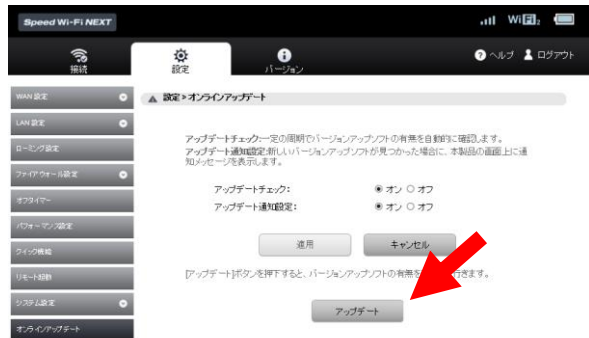 Speed Wi-Fi NEXT
WiFi2
接続
設定
バージョン
ヘルプ
ログアウト
WAN 設定
設定 > オンラインアップデート
LAN 設定
ローミング設定
ファイアウォール設定
オフタイマー
パフォーマンス設定
クイック機能
リモート起動
システム設定
オンラインアップデート
アップデートチェック:一定の周期でバージョンアップソフトの有無を自動的に確認します。
アップデート通知設定:新しいバージョンアップソフトが見つかった場合に、本製品の画面上に通
知メッセージを表示します。
アップデートチェック: オン オフ
アップデート通知設定: オン オフ
適用
キャンセル
[アップデート]ボタンを押下すると、バージョンアップソフトの有無を 行きます。
アップデート